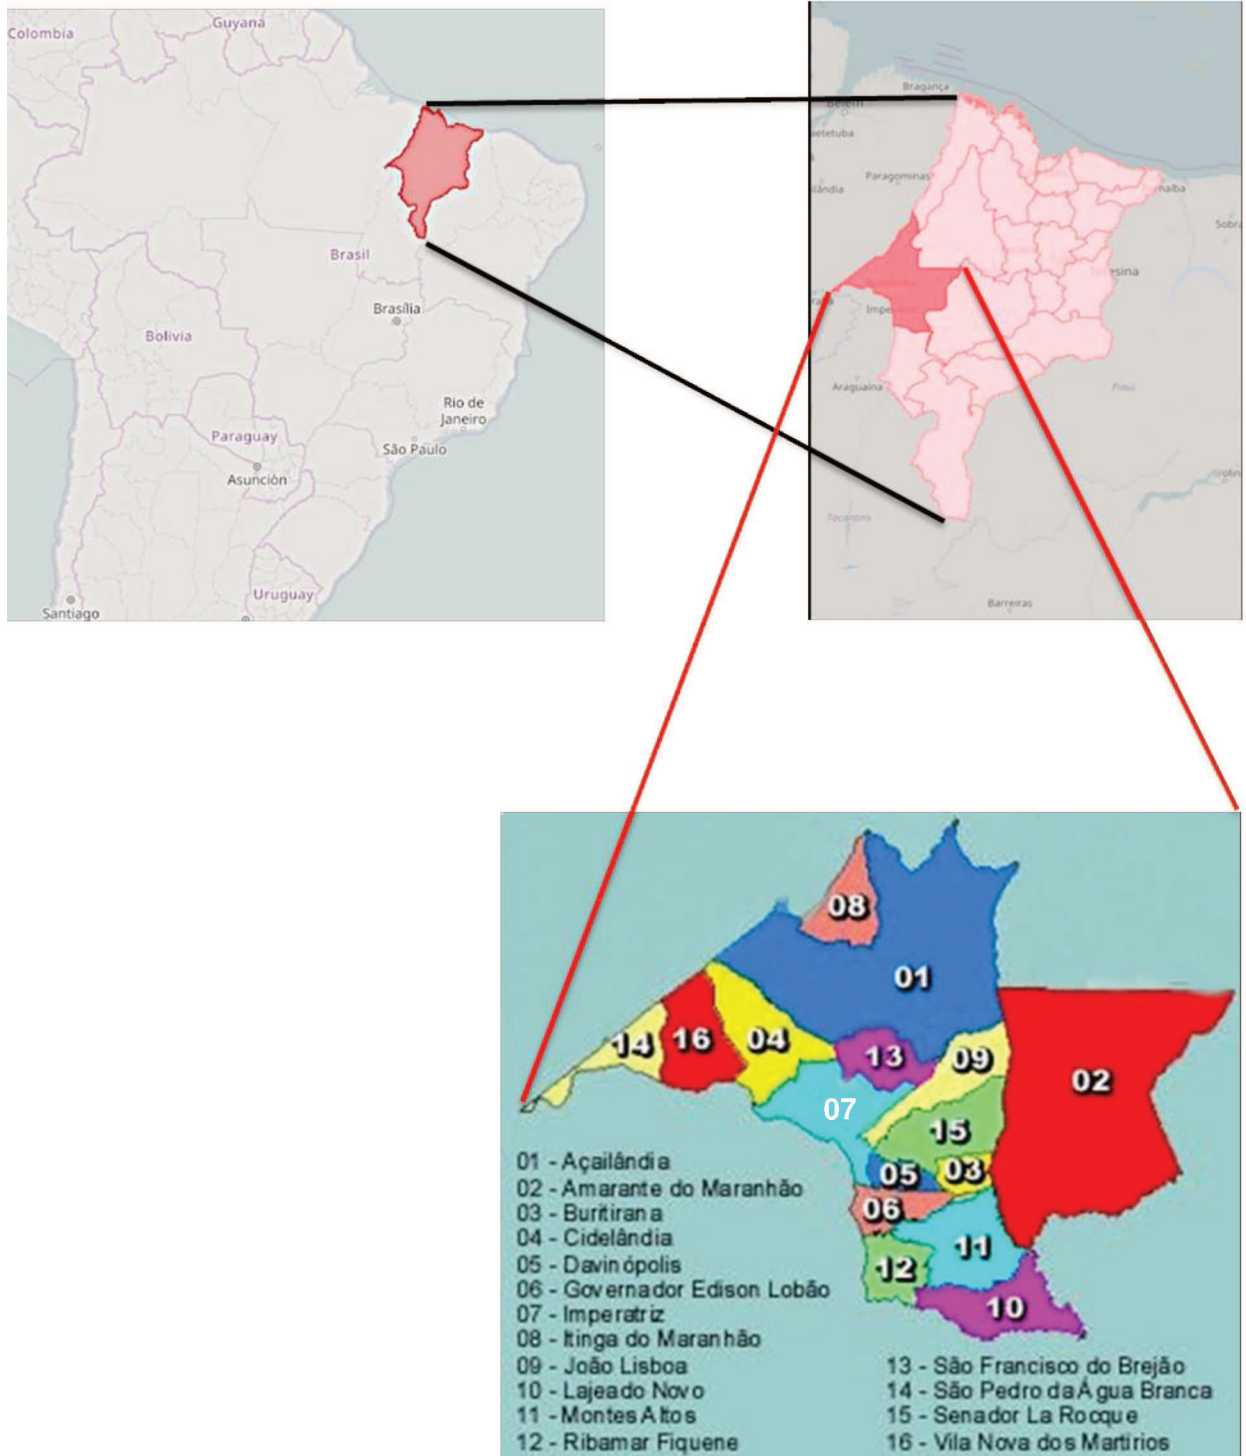 Colombia
Guyana
Brasil
Brasília
Bolivia
Rio de
Janeiro
São Paulo
Paraguay
Asunción
Uruguay
Santiago
Bragança
Belém
Paragominas
Araguaína
Piauí
Tocantins
Barreiras
08
01
14
16
04
13
09
02
07
15
05
03
06
11
12
10
01 - Açailândia
02 - Amarante do Maranhão
03 - Buritirana
04 - Cidelândia
05 - Davinópolis
06 - Governador Edison Lobão
07 - Imperatriz
08 - Itinga do Maranhão
09 - João Lisboa
10 - Lajeado Novo
11 - Montes Altos
12 - Ribamar Fiquene
13 - São Francisco do Brejão
14 - São Pedro da Água Branca
15 - Senador La Rocque
16 - Vila Nova dos Martírios